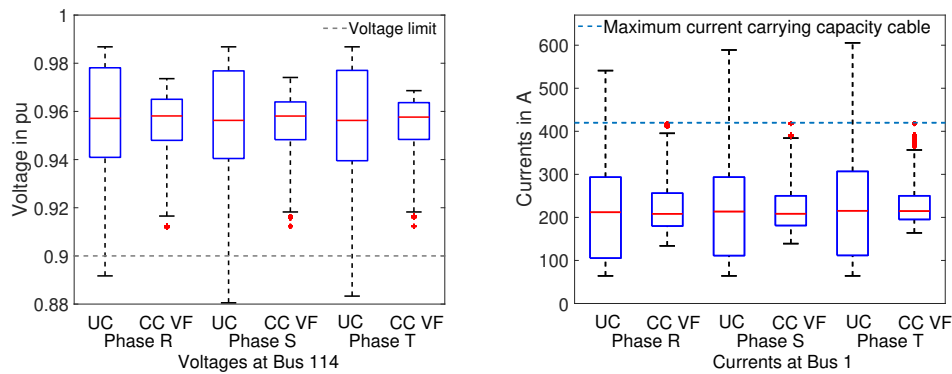 1
0.98
0.96
0.94
0.92
0.9
0.88
Voltage in pu
Voltage limit
UC CC VF UC CC VF UC CC VF
Phase R Phase S Phase T
Voltages at Bus 114
600
500
400
300
200
100
0
Currents in A
Maximum current carrying capacity cable
UC CC VF UC CC VF UC CC VF
Phase R Phase S Phase T
Currents at Bus 1